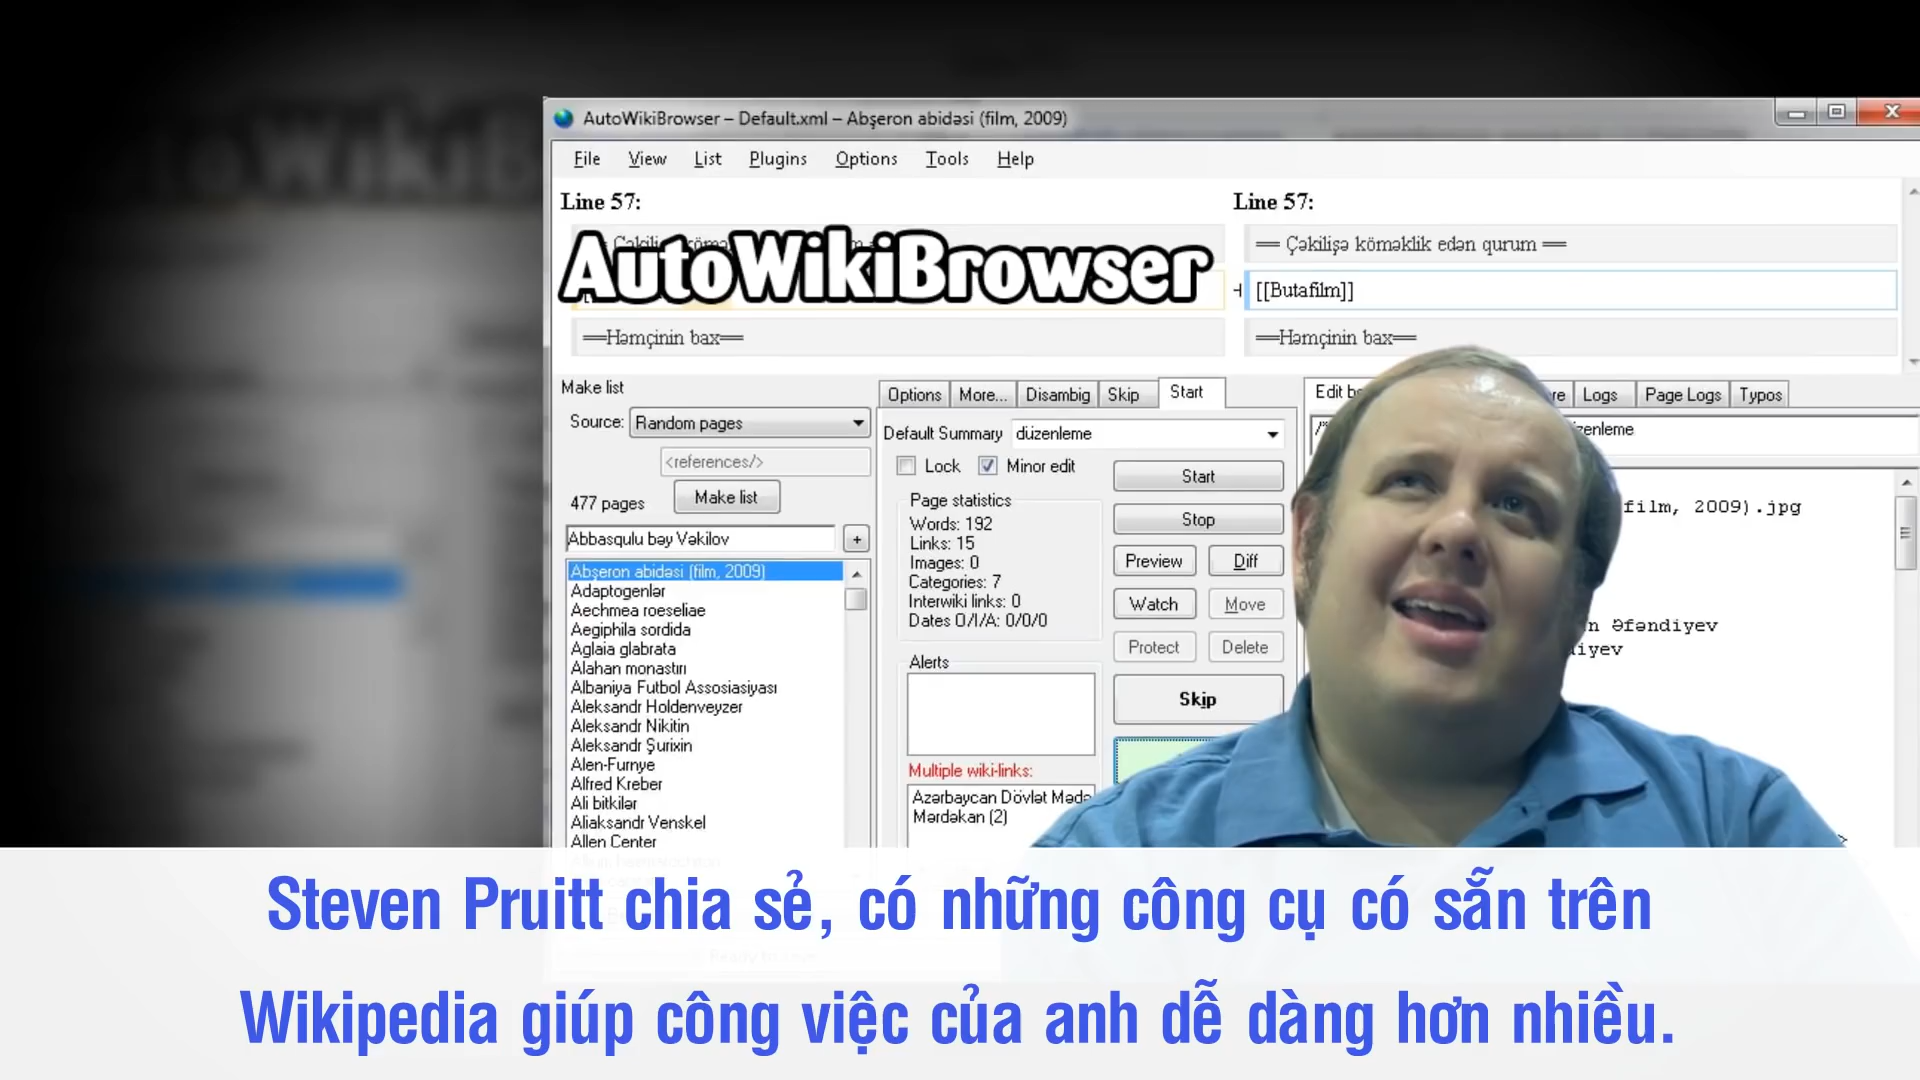 AutoWikiBrowser – Default.xml – Abşeron abidəsi (film, 2009)
File View List Plugins Options Tools Help
Line 57:
Line 57:
AutoWikiBrowser
== Çəkilişə köməklik edən qurum ==
[[Butafilm]]
==Həmçinin bax==
==Həmçinin bax==
Make list
Source: Random pages
<references/>
477 pages Make list
Abbasqulu bəy Vəkilov +
Abşeron abidəsi (film, 2009)
Adaptogenlər
Aechmea roeseliae
Aegiphila sordida
Aglaia glabrata
Alahan monastırı
Albaniya Futbol Assosiasiyası
Aleksandr Holdenveyzer
Aleksandr Nikitin
Aleksandr Şurixin
Alen-Furnye
Alfred Kreber
Ali bitkilər
Aliaksandr Venskel
Allen Center
Options More... Disambig Skip Start
Default Summary düzenleme
Lock Minor edit
Page statistics
Words: 192
Links: 15
Images: 0
Categories: 7
Interwiki links: 0
Dates O/I/A: 0/0/0
Alerts
Multiple wiki-links:
Azərbaycan Dövlət
Mərdəkan (2)
Start
Stop
Preview Diff
Watch Move
Protect Delete
Skip
Edit Logs Page Logs Typos
film, 2009).jpg
Əfəndiyev
Steven Pruitt chia sẻ, có những công cụ có sẵn trên
Wikipedia giúp công việc của anh dễ dàng hơn nhiều.